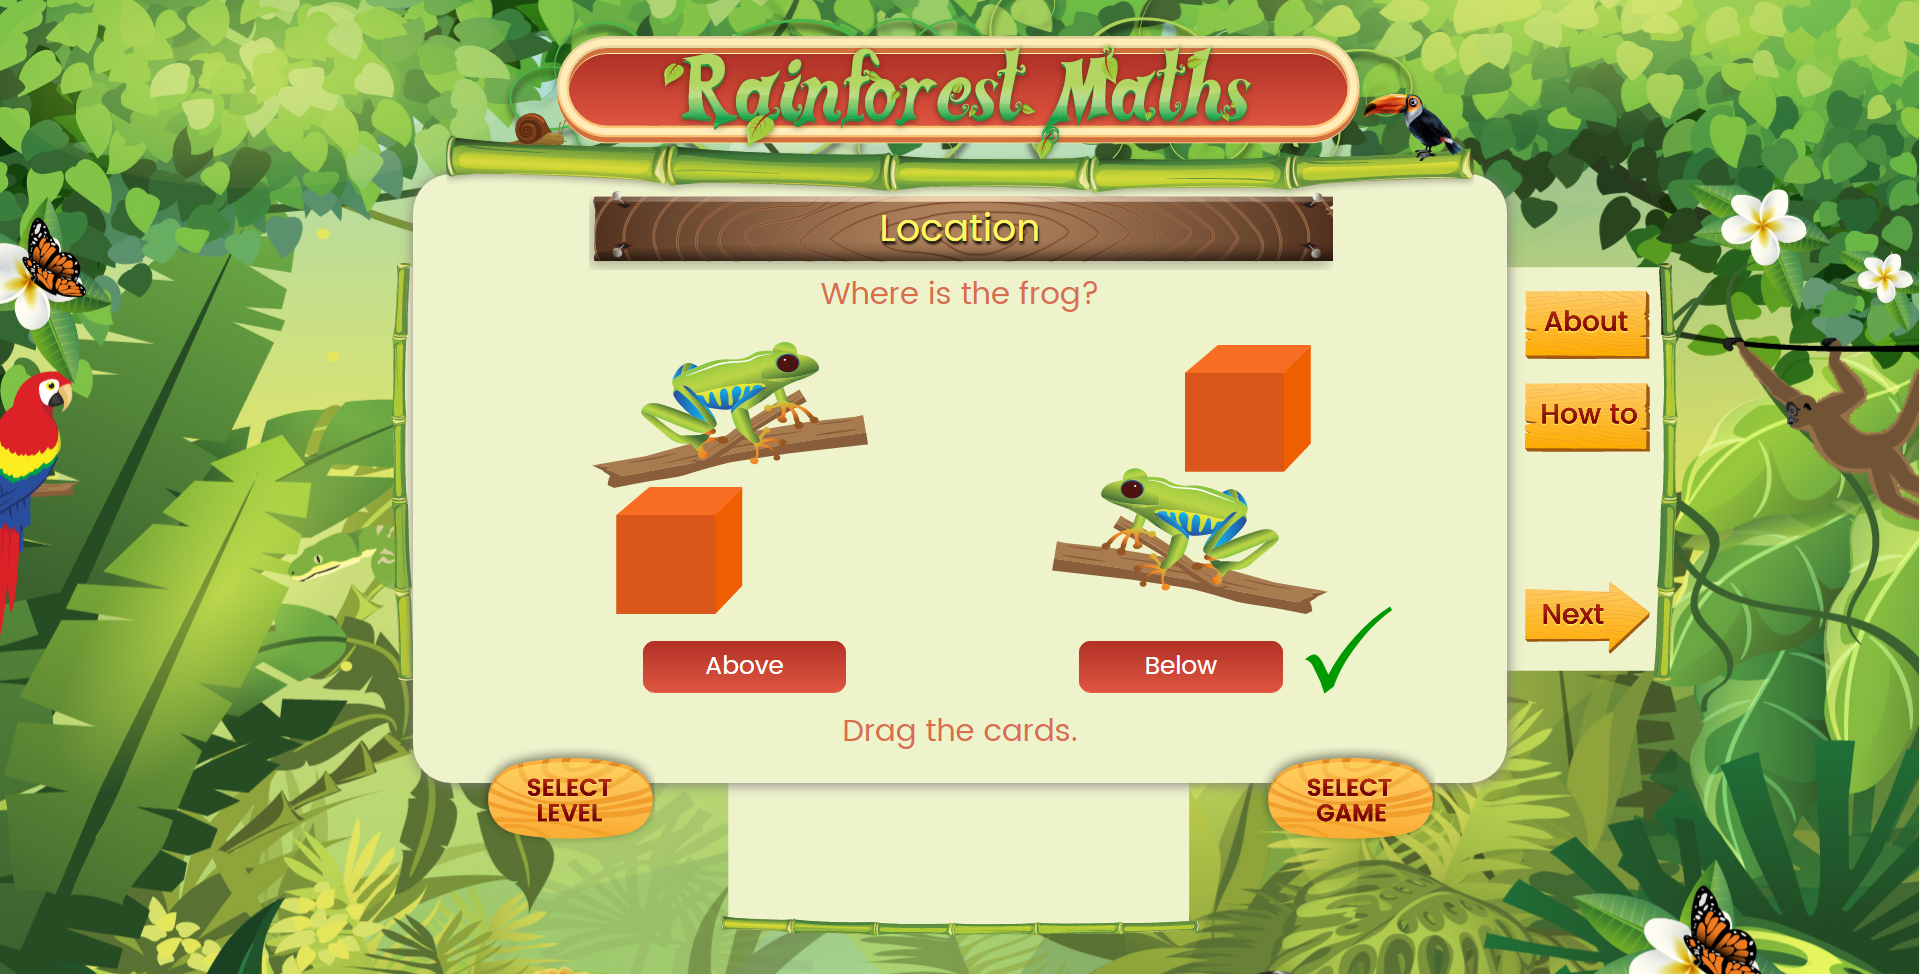 Rainforest Maths
Location
Where is the frog?
About
How to
Next
Above
Below
Drag the cards.
SELECT
LEVEL
SELECT
GAME